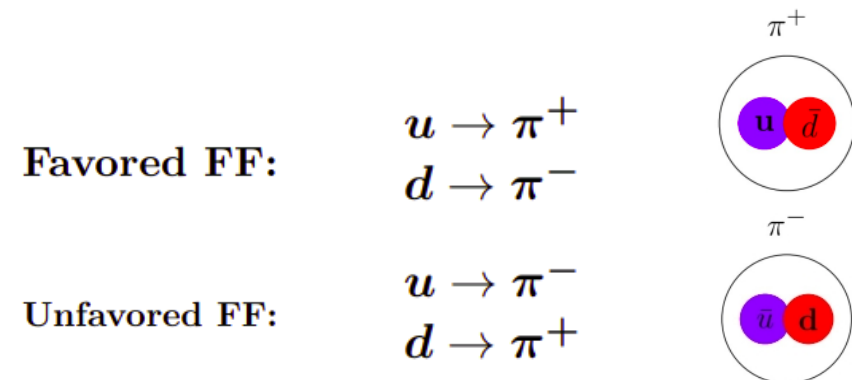 π⁺
u → π⁺
u d̄
Favored FF:
d → π⁻
π⁻
u → π⁻
Unfavored FF:
ū d
d → π⁺